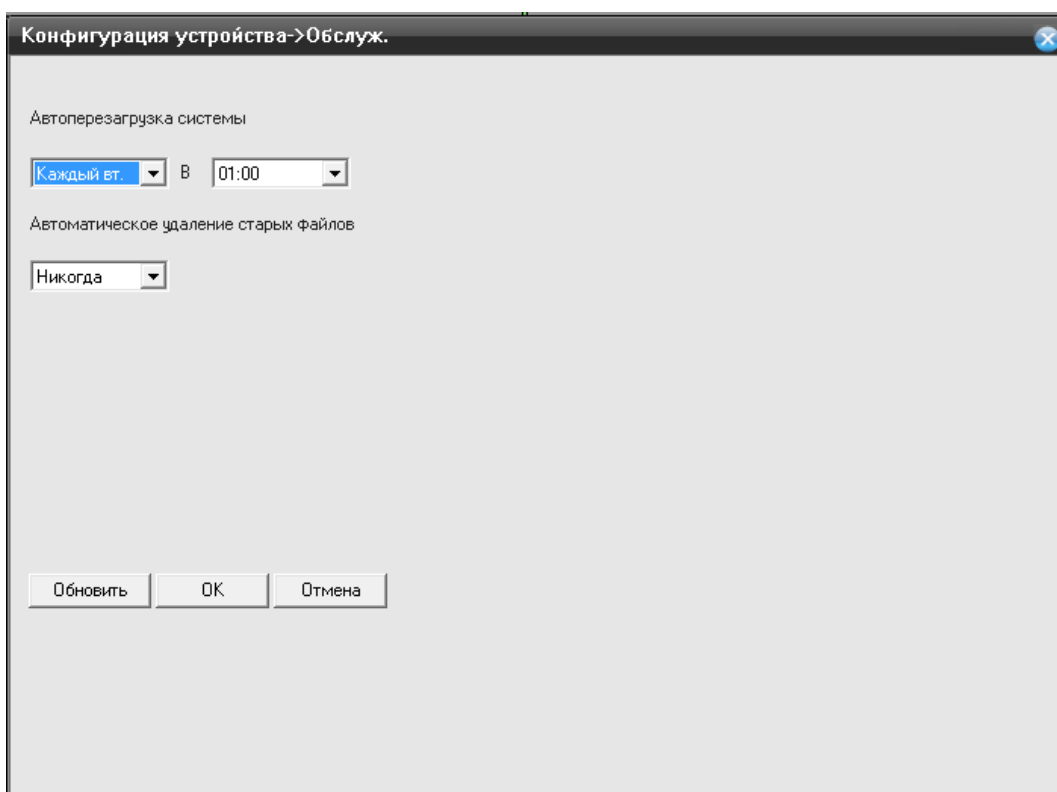 Конфигурация устройства->Обслуж.
Автоперезагрузка системы
Каждый вт. В 01:00
Автоматическое удаление старых файлов
Никогда
Обновить OK Отмена